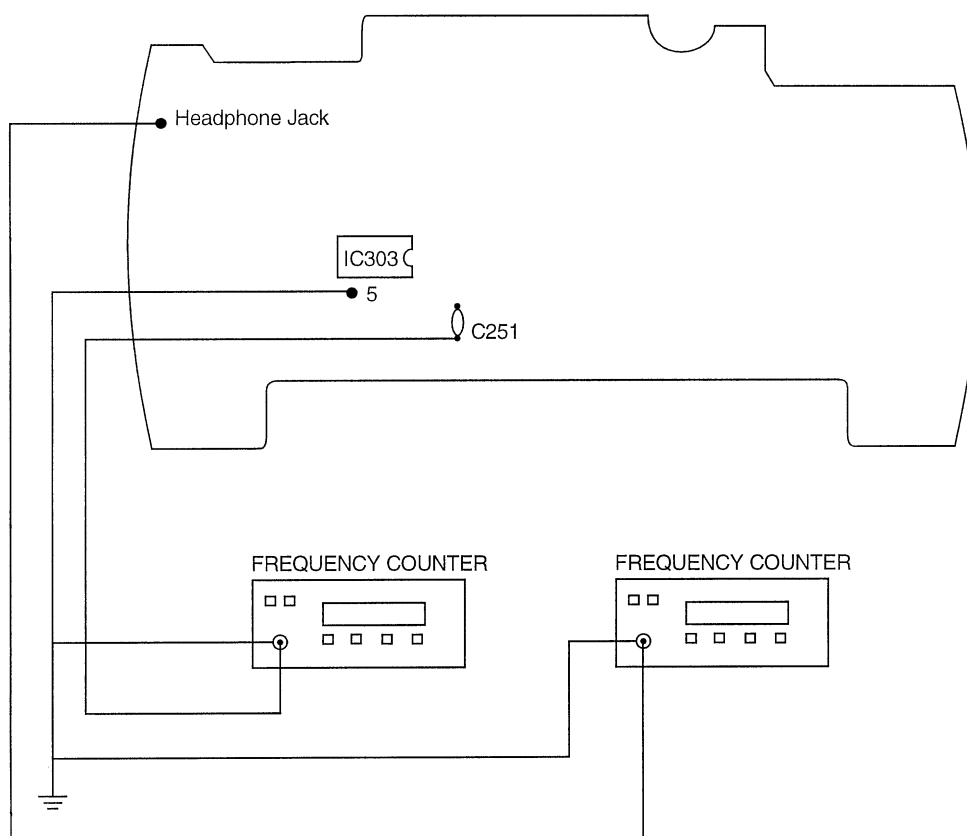 Headphone Jack
IC303
5
C251
FREQUENCY COUNTER
FREQUENCY COUNTER